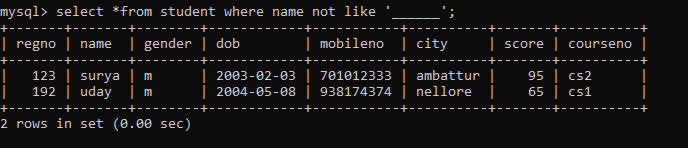 mysql> select *from student where name not like '______';
+-------+-------+--------+------------+-----------+----------+-------+----------+
| regno | name  | gender | dob        | mobileno  | city     | score | courseno |
+-------+-------+--------+------------+-----------+----------+-------+----------+
|   123 | surya | m      | 2003-02-03 | 701012333 | ambattur |    95 | cs2      |
|   192 | uday  | m      | 2004-05-08 | 938174374 | nellore  |    65 | cs1      |
+-------+-------+--------+------------+-----------+----------+-------+----------+
2 rows in set (0.00 sec)